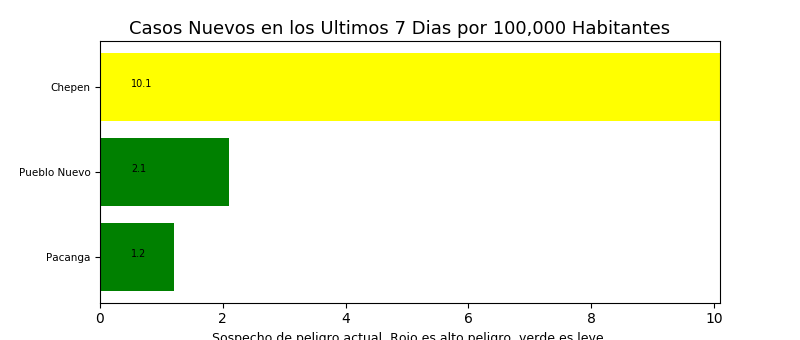 Casos Nuevos en los Ultimos 7 Dias por 100,000 Habitantes
Chepen
10.1
Pueblo Nuevo
2.1
Pacanga
1.2
0 2 4 6 8 10
Sospecho de peligro actual. Rojo es alto peligro, verde es leve